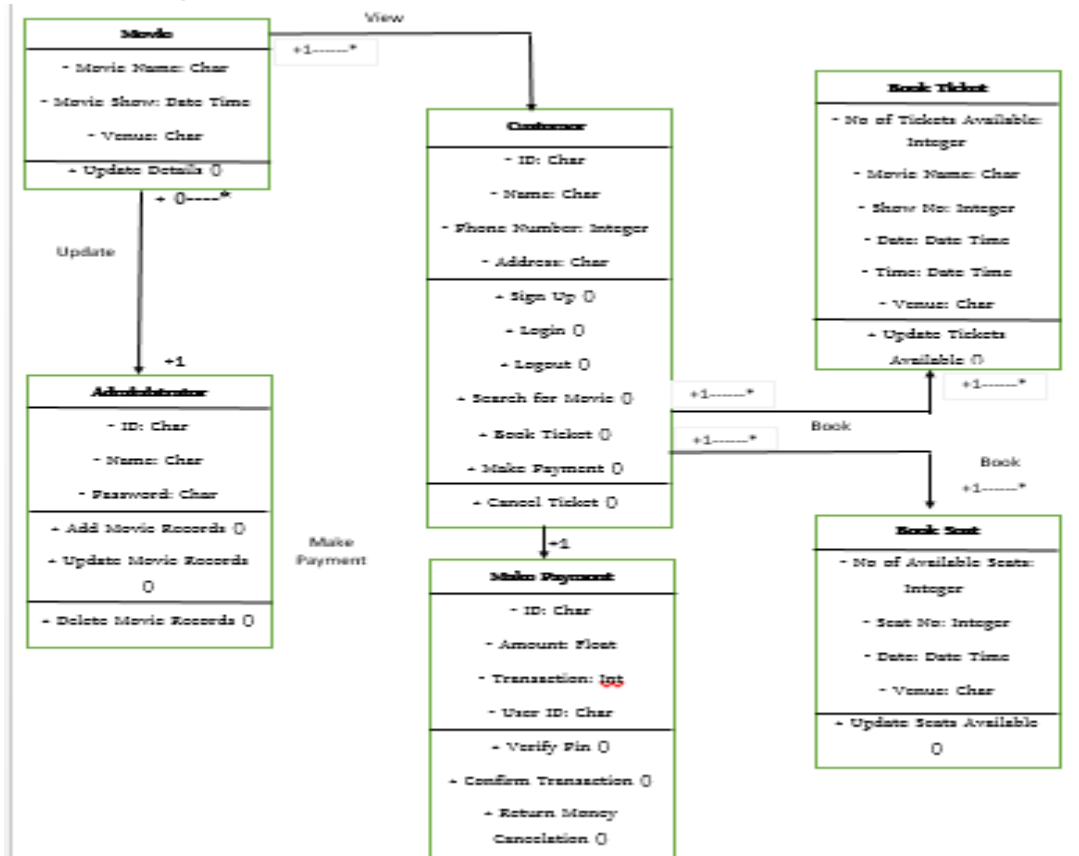 Movie
- Movie Name: Char
- Movie Show: Date Time
- Venue: Char
+ Update Details ()
View
+1------*
+ 0----*
Update
+1
Administrator
- ID: Char
- Name: Char
- Password: Char
+ Add Movie Records ()
+ Update Movie Records
()
+ Delete Movie Records ()
Customer
- ID: Char
- Name: Char
- Phone Number: Integer
- Address: Char
+ Sign Up ()
+ Login ()
+ Logout ()
+ Search for Movie ()
+ Book Ticket ()
+ Make Payment ()
+ Cancel Ticket ()
+1
Make
Payment
Make Payment
- ID: Char
- Amount: Float
- Transaction: Int
- User ID: Char
+ Verify Pin ()
+ Confirm Transaction ()
+ Return Money
Cancelation ()
Book Ticket
- No of Tickets Available:
Integer
- Movie Name: Char
- Show No: Integer
- Date: Date Time
- Time: Date Time
- Venue: Char
+ Update Tickets
Available ()
+1------*
+1------*
Book
+1------*
Book
+1------*
Book Seat
- No of Available Seats:
Integer
- Seat No: Integer
- Date: Date Time
- Venue: Char
+ Update Seats Available
()